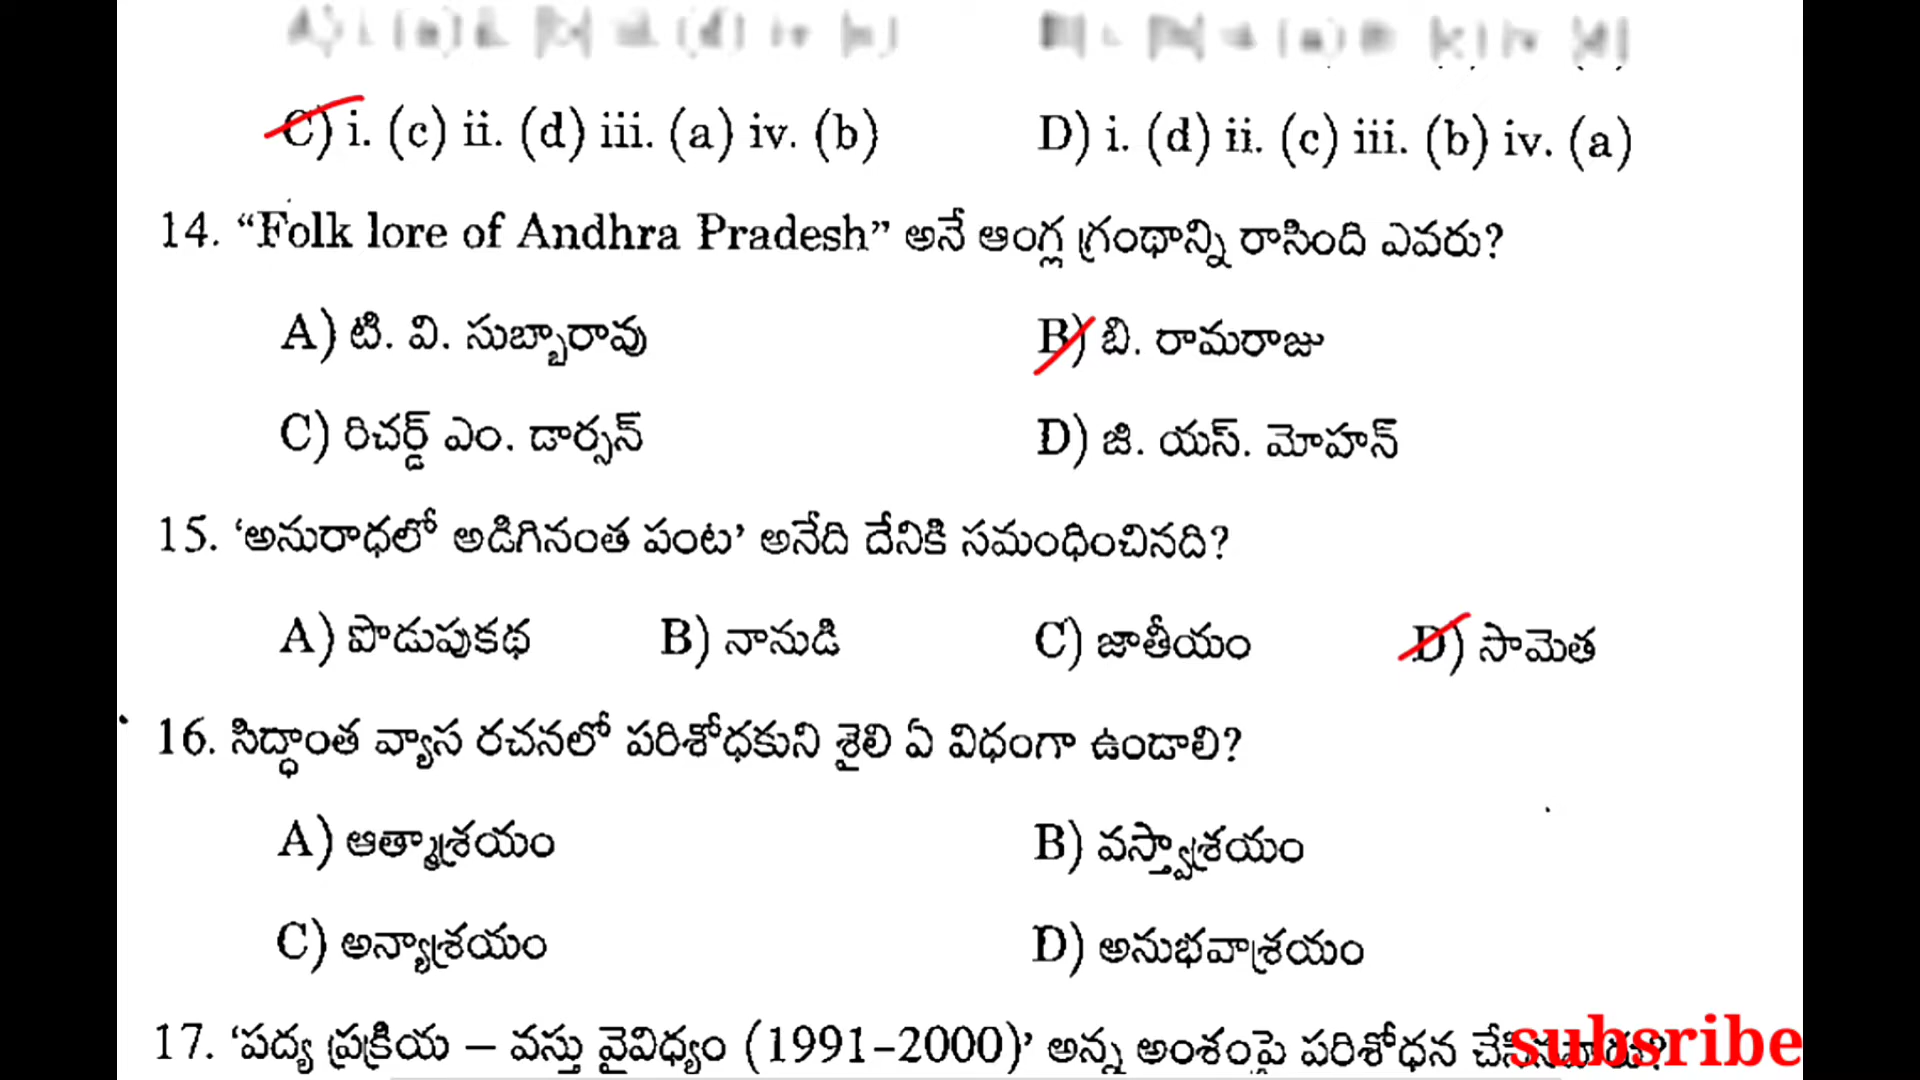 C) i. (c) ii. (d) iii. (a) iv. (b) D) i. (d) ii. (c) iii. (b) iv. (a)
14. “Folk lore of Andhra Pradesh” అనే ఆంగ్ల గ్రంథాన్ని రాసింది ఎవరు?
A) టి. వి. సుబ్బారావు B) బి. రామరాజు
C) రిచర్డ్ ఎం. డార్సన్ D) జి. యస్. మోహన్
15. ‘అనురాధలో అడిగినంత పంట’ అనేది దేనికి సమంధించినది?
A) పొడుపుకథ B) నానుడి C) జాతీయం D) సామెత
16. సిద్ధాంత వ్యాస రచనలో పరిశోధకుని శైలి ఏ విధంగా ఉండాలి?
A) ఆత్మాశ్రయం B) వస్త్వాశ్రయం
C) అన్యాశ్రయం D) అనుభవాశ్రయం
17. ‘పద్య ప్రక్రియ – వస్తు వైవిధ్యం (1991–2000)’ అన్న అంశంపై పరిశోధన
subsribe